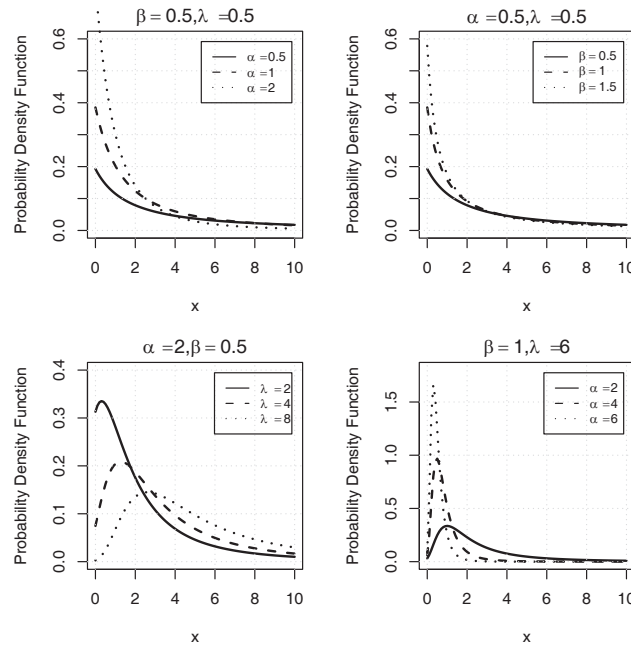 β = 0.5,λ =0.5
Probability Density Function
0.0 0.2 0.4 0.6
α =0.5
α =1
α =2
0 2 4 6 8 10
x
α = 0.5,λ =0.5
Probability Density Function
0.0 0.2 0.4 0.6
β = 0.5
β = 1
β = 1.5
0 2 4 6 8 10
x
α =2,β = 0.5
Probability Density Function
0.0 0.1 0.2 0.3 0.4
λ =2
λ =4
λ =8
0 2 4 6 8 10
x
β = 1,λ =6
Probability Density Function
0.0 0.5 1.0 1.5
α =2
α =4
α =6
0 2 4 6 8 10
x